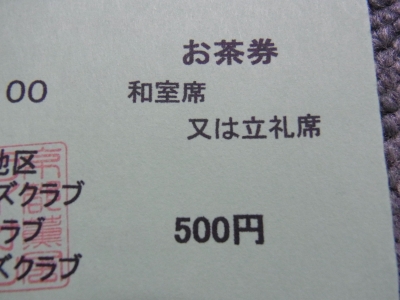 お茶券
00 和室席
又は立礼席
地区
ズクラブ
ラブ 500円
ズクラブ